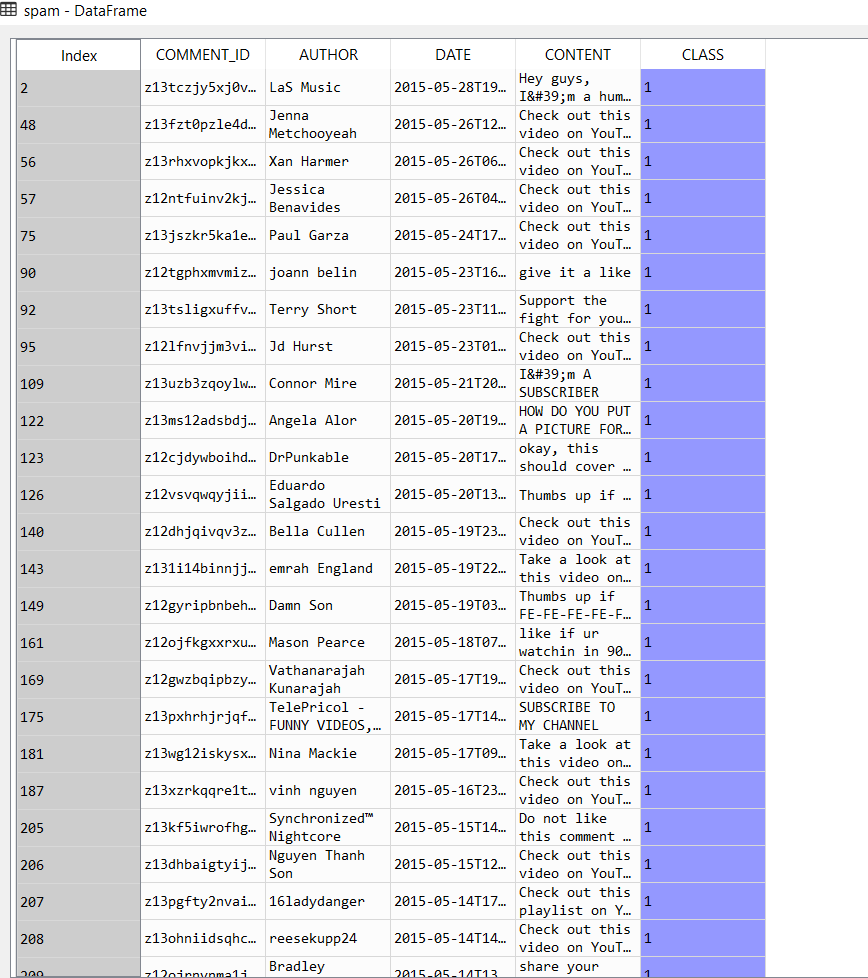 spam - DataFrame
Index COMMENT_ID AUTHOR DATE CONTENT CLASS
2 z13tczjy5xj0v… LaS Music 2015-05-28T19… Hey guys, I&#39;m a hum… 1
48 z13fzt0pzle4d… Jenna Metchooyeah 2015-05-26T12… Check out this video on YouT… 1
56 z13rhxvopkjkx… Xan Harmer 2015-05-26T06… Check out this video on YouT… 1
57 z12ntfuinv2kj… Jessica Benavides 2015-05-26T04… Check out this video on YouT… 1
75 z13jszkr5ka1e… Paul Garza 2015-05-24T17… Check out this video on YouT… 1
90 z12tgphxmvmiz… joann belin 2015-05-23T16… give it a like 1
92 z13tsligxuffv… Terry Short 2015-05-23T11… Support the fight for you… 1
95 z12lfnvjjm3vi… Jd Hurst 2015-05-23T01… Check out this video on YouT… 1
109 z13uzb3zqoylw… Connor Mire 2015-05-21T20… I&#39;m A SUBSCRIBER 1
122 z13ms12adsbdj… Angela Alor 2015-05-20T19… HOW DO YOU PUT A PICTURE FOR… 1
123 z12cjdywboihd… DrPunkable 2015-05-20T17… okay, this should cover … 1
126 z12vsvqwqyjii… Eduardo Salgado Uresti 2015-05-20T13… Thumbs up if … 1
140 z12dhjqivqv3z… Bella Cullen 2015-05-19T23… Check out this video on YouT… 1
143 z131i14binnjj… emrah England 2015-05-19T22… Take a look at this video on… 1
149 z12gyripbnbeh… Damn Son 2015-05-19T03… Thumbs up if FE-FE-FE-FE-F… 1
161 z12ojfkgxxrxu… Mason Pearce 2015-05-18T07… like if ur watchin in 90… 1
169 z12gwzbqipbzy… Vathanarajah Kunarajah 2015-05-17T19… Check out this video on YouT… 1
175 z13pxhrhjrjqf… TelePricol - FUNNY VIDEOS,… 2015-05-17T14… SUBSCRIBE TO MY CHANNEL 1
181 z13wg12iskysx… Nina Mackie 2015-05-17T09… Take a look at this video on… 1
187 z13xzrkqqre1t… vinh nguyen 2015-05-16T23… Check out this video on YouT… 1
205 z13kf5iwrofhg… Synchronized™ Nightcore 2015-05-15T14… Do not like this comment … 1
206 z13dhbaigtyij… Nguyen Thanh Son 2015-05-15T12… Check out this video on YouT… 1
207 z13pgfty2nvai… 16ladydanger 2015-05-14T17… Check out this playlist on Y… 1
208 z13ohniidsqhc… reesekupp24 2015-05-14T14… Check out this video on YouT… 1
209 Bradley 2015-05-14T13… share your 1